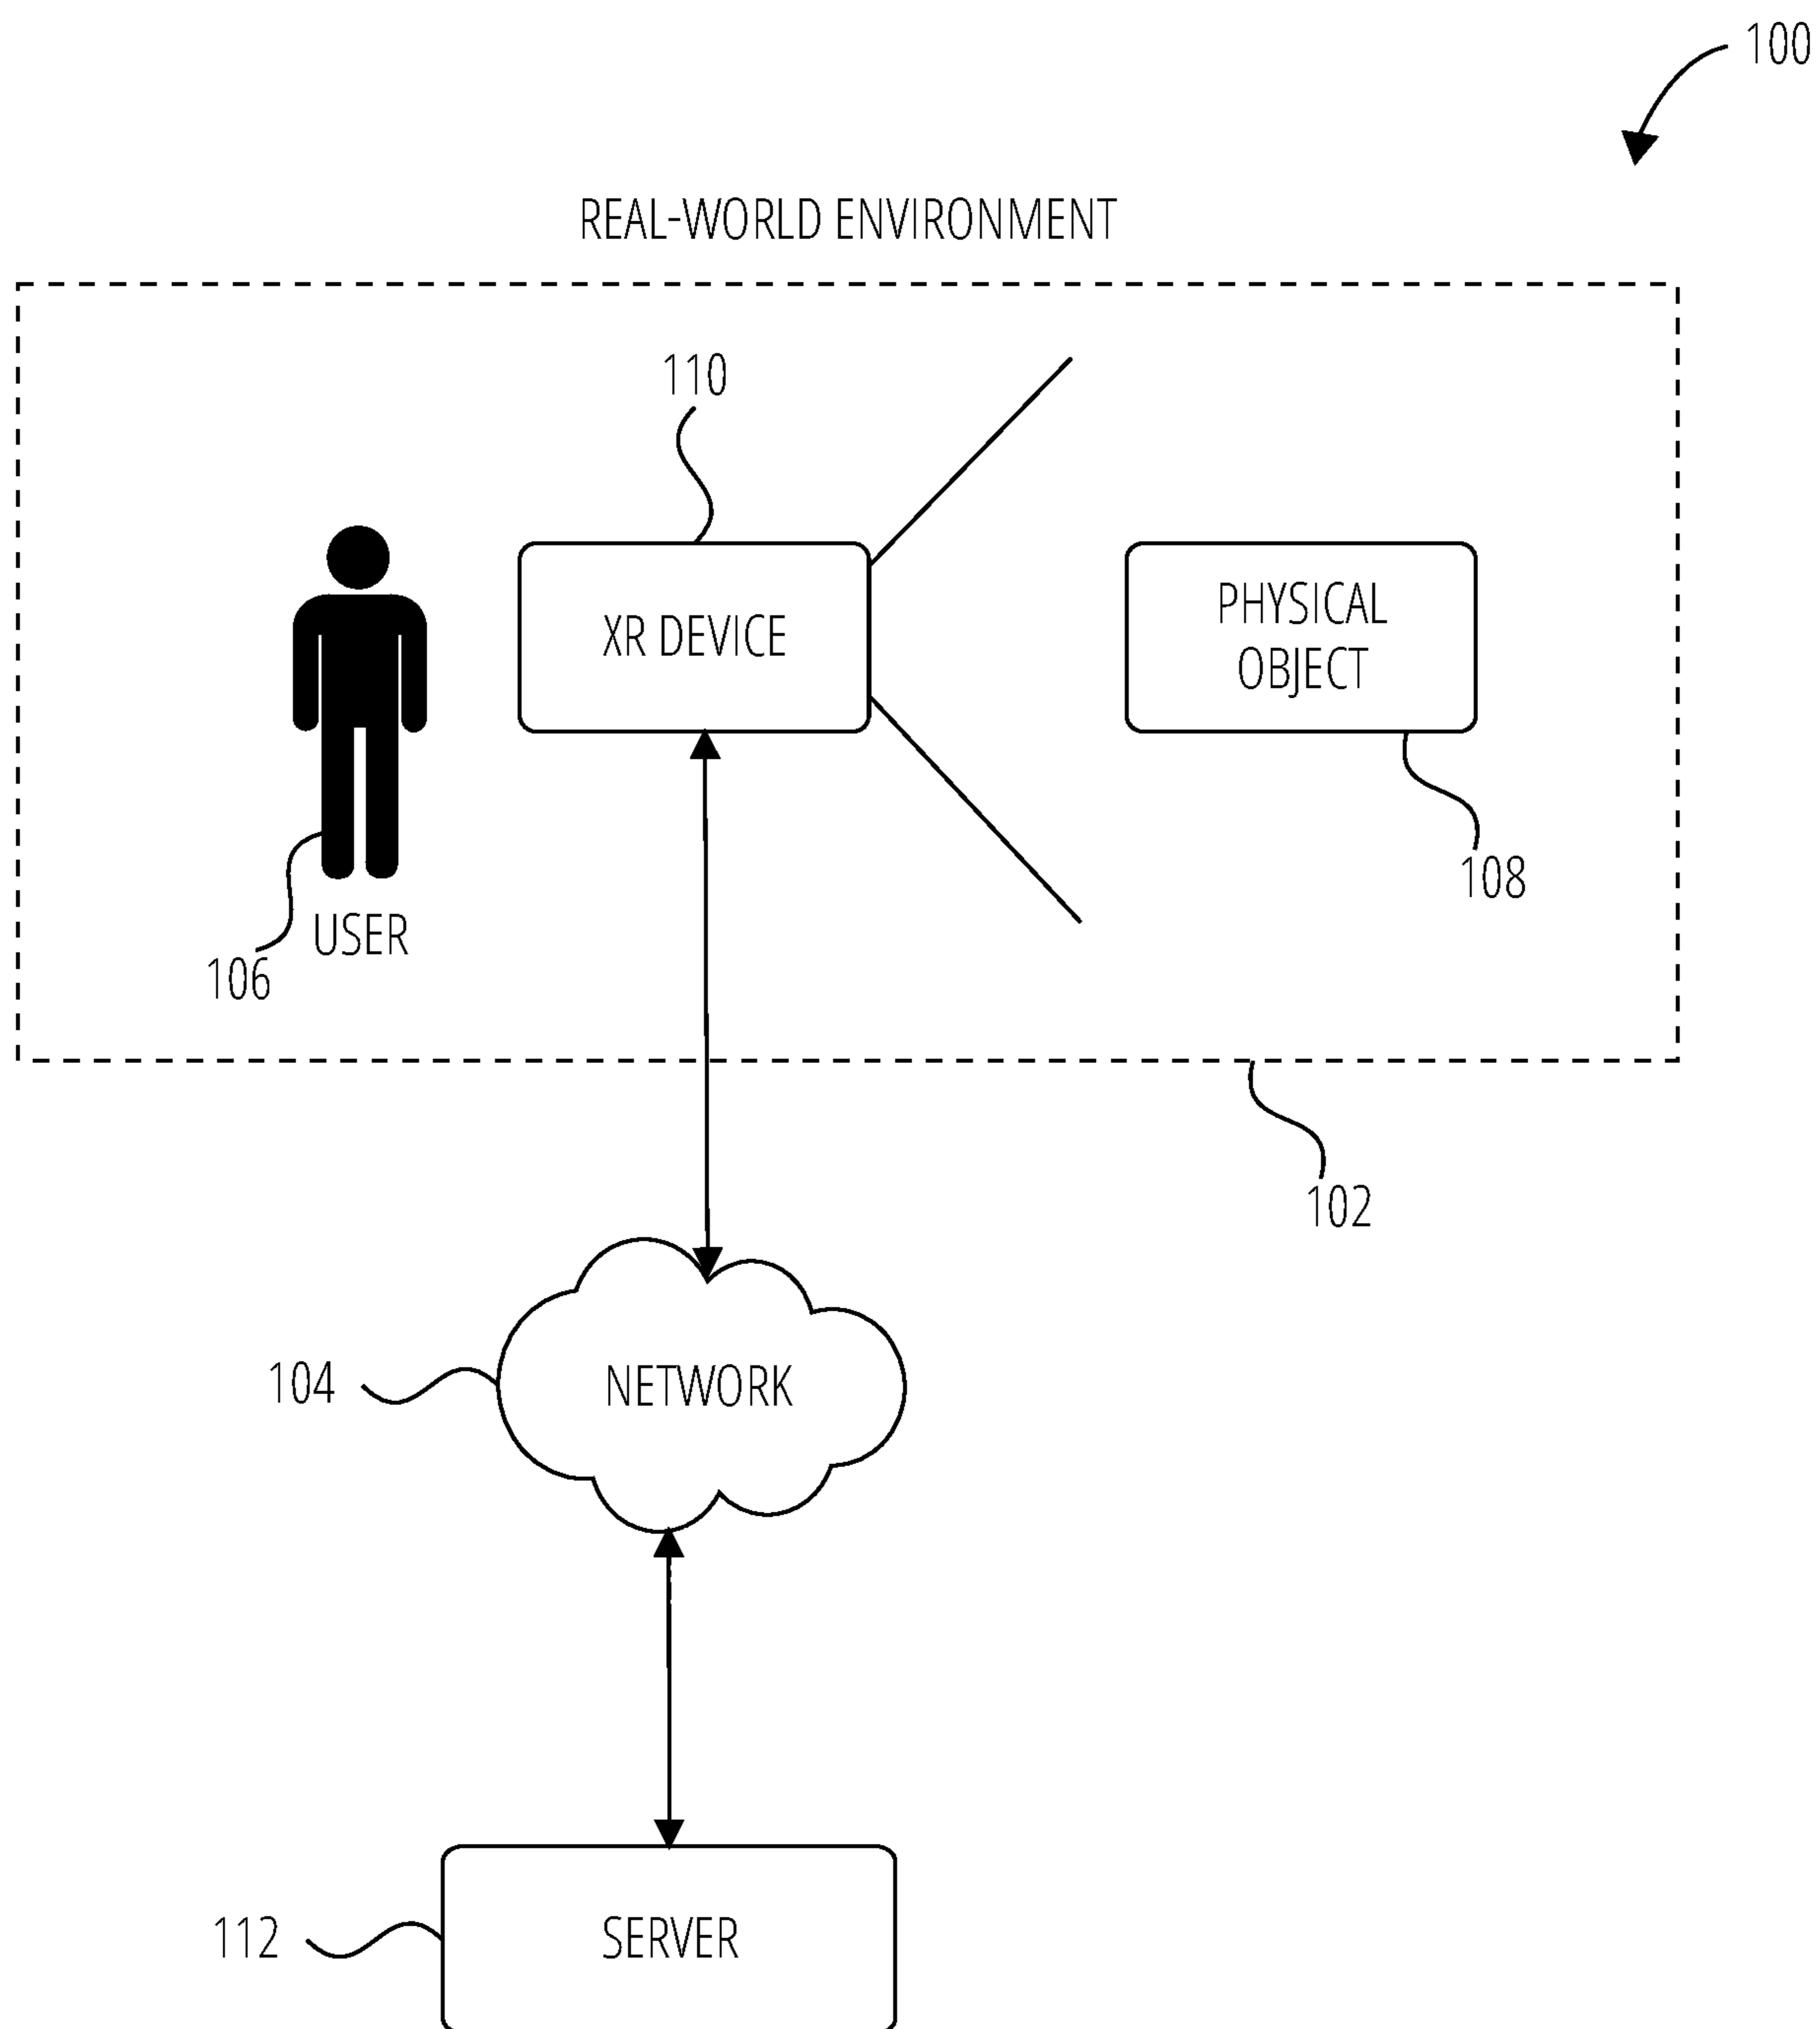 100
REAL-WORLD ENVIRONMENT
110
XR DEVICE
PHYSICAL
OBJECT
108
USER
106
102
104
NETWORK
112
SERVER